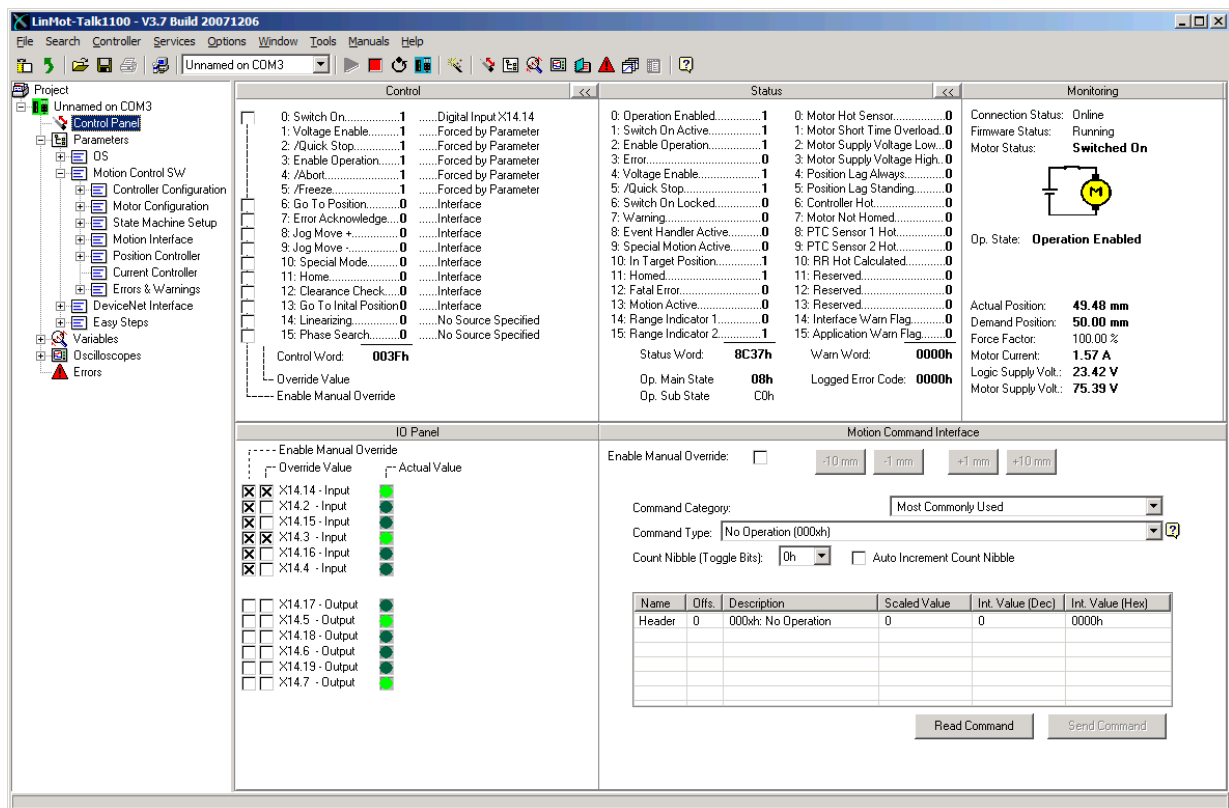 LinMot-Talk1100 - V3.7 Build 20071206
File Search Controller Services Options Window Tools Manuals Help
Unnamed on COM3
Project
Unnamed on COM3
Control Panel
Parameters
OS
Motion Control SW
Controller Configuration
Motor Configuration
State Machine Setup
Motion Interface
Position Controller
Current Controller
Errors & Warnings
DeviceNet Interface
Easy Steps
Variables
Oscilloscopes
Errors
Control <<
0: Switch On.........1 .....Digital Input X14.14
1: Voltage Enable.........1 ......Forced by Parameter
2: /Quick Stop.........1 ......Forced by Parameter
3: Enable Operation.........1 ......Forced by Parameter
4: /Abort.........1 ......Forced by Parameter
5: /Freeze.........1 ......Forced by Parameter
6: Go To Position.........0 ......Interface
7: Error Acknowledge....0 ......Interface
8: Jog Move +.........0 ......Interface
9: Jog Move -.........0 ......Interface
10: Special Mode.........0 ......Interface
11: Home.........0 ......Interface
12: Clearance Check....0 ......Interface
13: Go To Inital Position 0 ......Interface
14: Linearizing.........0 ......No Source Specified
15: Phase Search.........0 ......No Source Specified
Control Word: 003Fh
Override Value
Enable Manual Override
Status <<
0: Operation Enabled.........1 0: Motor Hot Sensor.........0
1: Switch On Active.........1 1: Motor Short Time Overload..0
2: Enable Operation.........1 2: Motor Supply Voltage Low...0
3: Error.........0 3: Motor Supply Voltage High..0
4: Voltage Enable.........1 4: Position Lag Always.........0
5: /Quick Stop.........1 5: Position Lag Standing.........0
6: Switch On Locked.........0 6: Controller Hot.........0
7: Warning.........0 7: Motor Not Homed.........0
8: Event Handler Active.........0 8: PTC Sensor 1 Hot.........0
9: Special Motion Active.........0 9: PTC Sensor 2 Hot.........0
10: In Target Position.........1 10: RR Hot Calculated.........0
11: Homed.........1 11: Reserved.........0
12: Fatal Error.........0 12: Reserved.........0
13: Motion Active.........0 13: Reserved.........0
14: Range Indicator 1.........0 14: Interface Warn Flag.........0
15: Range Indicator 2.........1 15: Application Warn Flag.........0
Status Word: 8C37h Warn Word: 0000h
Op. Main State 08h Logged Error Code: 0000h
Op. Sub State C0h
Monitoring
Connection Status: Online
Firmware Status: Running
Motor Status: Switched On
M
Op. State: Operation Enabled
Actual Position: 49.48 mm
Demand Position: 50.00 mm
Force Factor: 100.00 %
Motor Current: 1.57 A
Logic Supply Volt.: 23.42 V
Motor Supply Volt.: 75.39 V
IO Panel
Enable Manual Override
Override Value Actual Value
X14.14 - Input
X14.2 - Input
X14.15 - Input
X14.3 - Input
X14.16 - Input
X14.4 - Input
X14.17 - Output
X14.5 - Output
X14.18 - Output
X14.6 - Output
X14.19 - Output
X14.7 - Output
Motion Command Interface
Enable Manual Override: -10 mm -1 mm +1 mm +10 mm
Command Category: Most Commonly Used
Command Type: No Operation (000xh)
Count Nibble (Toggle Bits): 0h Auto Increment Count Nibble
Name Offs. Description Scaled Value Int. Value (Dec) Int. Value (Hex)
Header 0 000xh: No Operation 0 0 0000h
Read Command Send Command